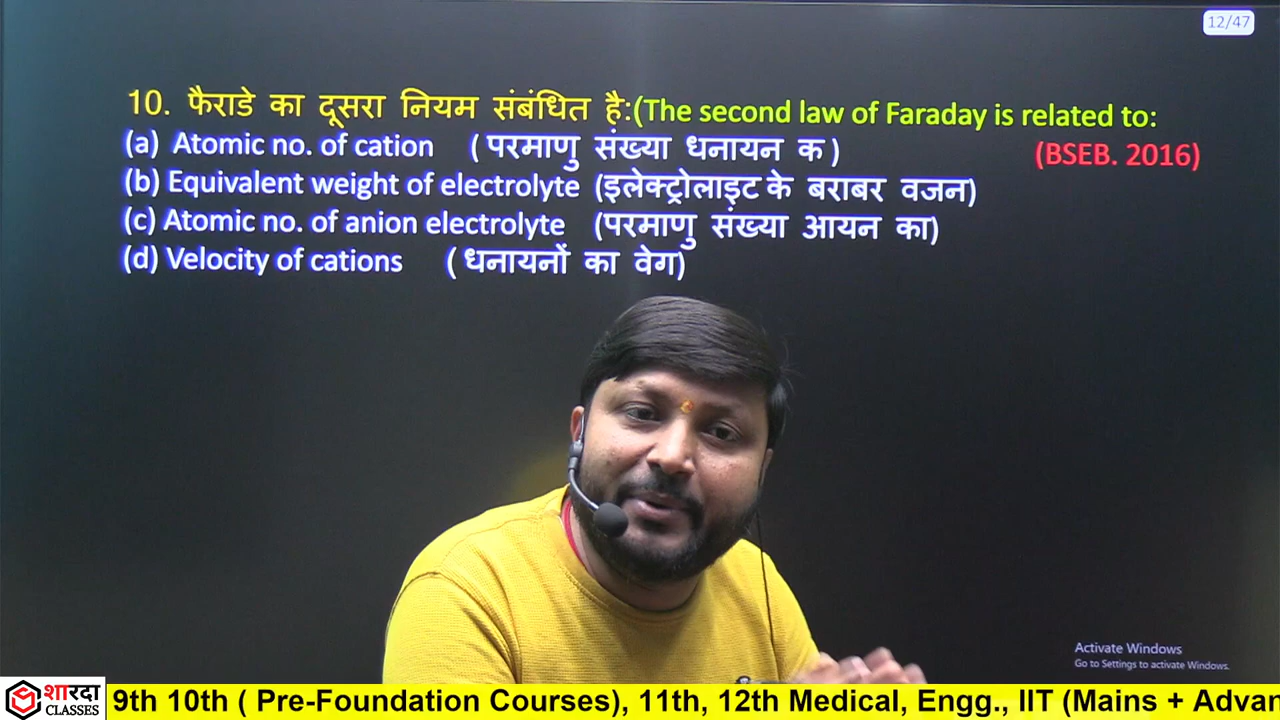 12/47
10. फैराडे का दूसरा नियम संबंधित है:(The second law of Faraday is related to:
(a) Atomic no. of cation ( परमाणु संख्या धनायन क )
(BSEB. 2016)
(b) Equivalent weight of electrolyte (इलेक्ट्रोलाइट के बराबर वजन)
(c) Atomic no. of anion electrolyte (परमाणु संख्या आयन का)
(d) Velocity of cations ( धनायनों का वेग)
Activate Windows
Go to Settings to activate Windows.
शारदा
CLASSES
9th 10th ( Pre-Foundation Courses), 11th, 12th Medical, Engg., IIT (Mains + Advan